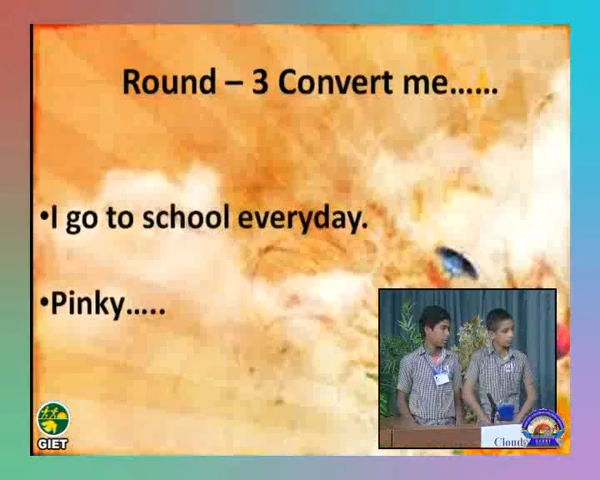 Round – 3 Convert me......
•I go to school everyday.
•Pinky.....
GIET
Cloud